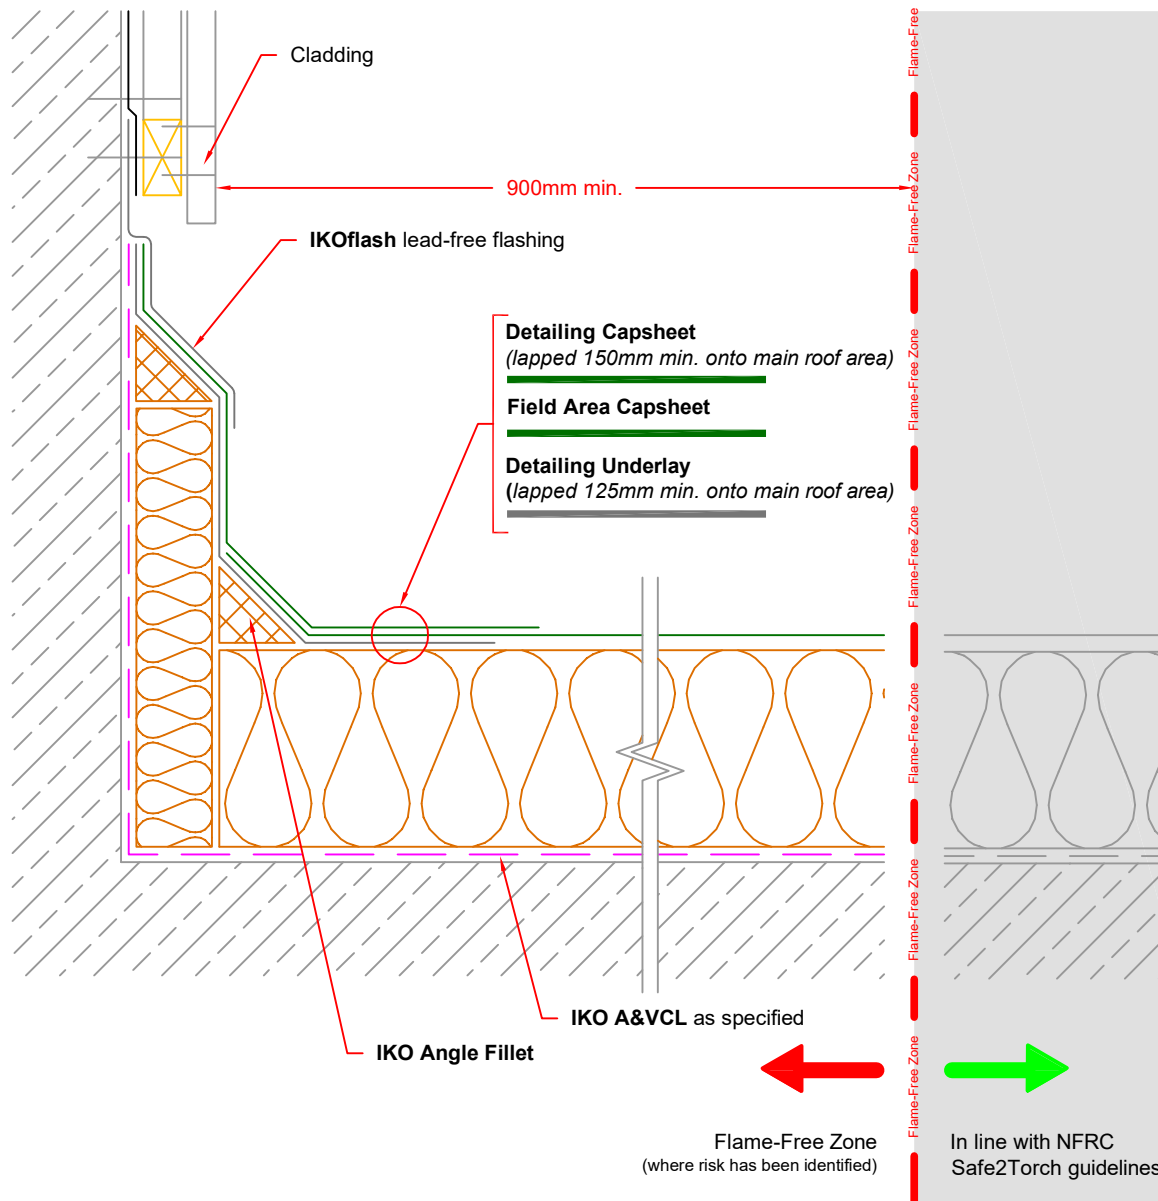 Cladding
900mm min.
IKOflash lead-free flashing
Detailing Capsheet
(lapped 150mm min. onto main roof area)
Field Area Capsheet
Detailing Underlay
(lapped 125mm min. onto main roof area)
IKO A&VCL as specified
IKO Angle Fillet
Flame-Free Zone
(where risk has been identified)
In line with NFRC
Safe2Torch guidelines
Flame-Free
Flame-Free Zone
Flame-Free Zone
Flame-Free Zone
Flame-Free Zone
Flame-Free Zone
Flame-Free Zone